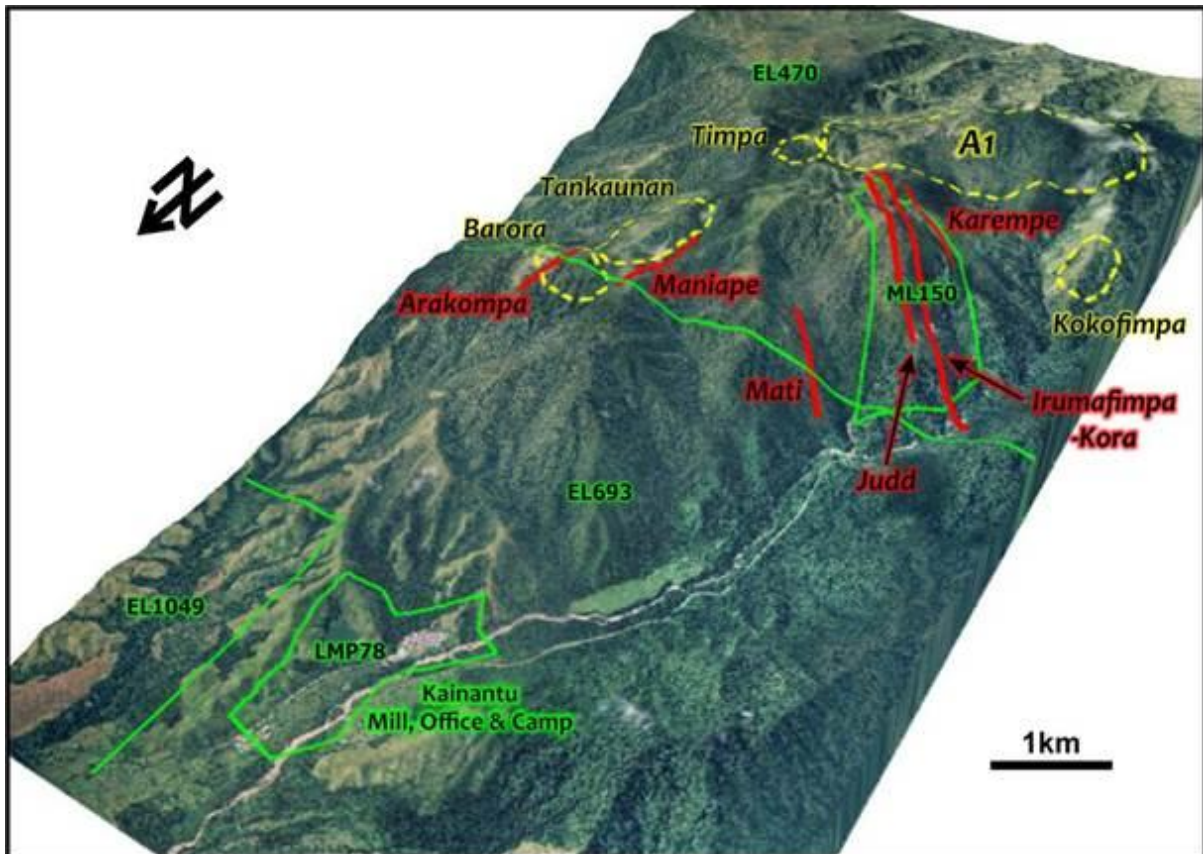 EL470
Timpa
A1
Tankaunan
Barora
Karempe
Arakompa
Maniape
ML150
Kokofimpa
Mati
Irumafimpa
-Kora
Judd
EL693
EL1049
LMP78
Kainantu
Mill, Office & Camp
1km
N